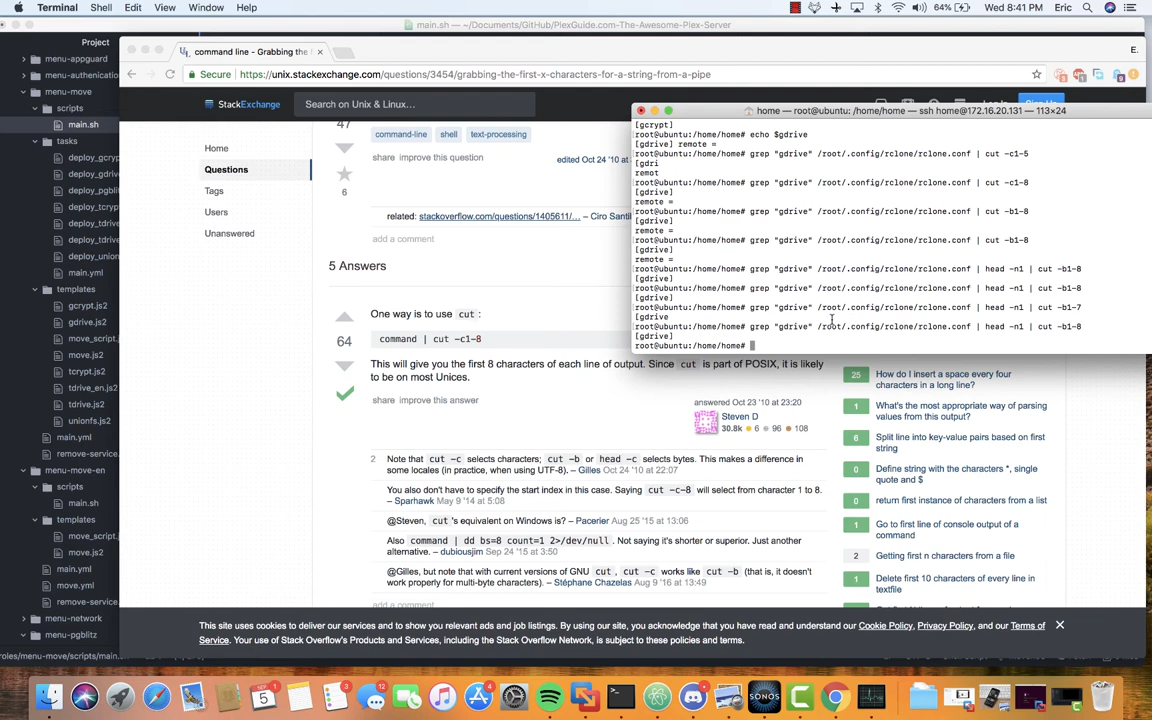 Terminal Shell Edit View Window Help
64% Wed 8:41 PM Eric
main.sh — ~/Documents/GitHub/PlexGuide.com-The-Awesome-Plex-Server
Project
menu-appguard
menu-authentication
menu-move
scripts
main.sh
tasks
deploy_gcryp
deploy_gdrive
deploy_pgblit
deploy_tcrypt
deploy_tdrive
deploy_tdrive
deploy_union
main.yml
templates
gcrypt.js2
gdrive.js2
move_script.
move.js2
tcrypt.js2
tdrive_en.js2
tdrive.js2
unionfs.js2
main.yml
remove-service.
menu-move-en
scripts
main.sh
templates
move_script.
move.js2
main.yml
move.yml
remove-service.
menu-network
menu-pgblitz
roles/menu-move/scripts/main.
command line - Grabbing the f
E.
Secure https://unix.stackexchange.com/questions/3454/grabbing-the-first-x-characters-for-a-string-from-a-pipe
StackExchange
Search on Unix & Linux…
Home
Questions
Tags
Users
Unanswered
47
command-line shell text-processing
share improve this question
edited Oct 24 '10 at
6
related: stackoverflow.com/questions/1405611/… – Ciro Santil
add a comment
5 Answers
One way is to use cut :
64
command | cut -c1-8
This will give you the first 8 characters of each line of output. Since cut is part of POSIX, it is likely
to be on most Unices.
share improve this answer
answered Oct 23 '10 at 23:20
Steven D
30.8k 6 96 108
2 Note that cut -c selects characters; cut -b or head -c selects bytes. This makes a difference in
some locales (in practice, when using UTF-8). – Gilles Oct 24 '10 at 22:07
You also don't have to specify the start index in this case. Saying cut -c-8 will select from character 1 to 8.
– Sparhawk May 9 '14 at 5:08
@Steven, cut 's equivalent on Windows is? – Pacerier Aug 25 '15 at 13:06
Also command | dd bs=8 count=1 2>/dev/null . Not saying it's shorter or superior. Just another
alternative. – dubiousjim Sep 24 '15 at 3:50
@Gilles, but note that with current versions of GNU cut , cut -c works like cut -b (that is, it doesn't
work properly for multi-byte characters). – Stéphane Chazelas Aug 9 '16 at 13:49
add a comment
home — root@ubuntu: /home/home — ssh home@172.16.20.131 — 113×24
[gcrypt]
root@ubuntu:/home/home# echo $gdrive
[gdrive] remote =
root@ubuntu:/home/home# grep "gdrive" /root/.config/rclone/rclone.conf | cut -c1-5
[gdri
remot
root@ubuntu:/home/home# grep "gdrive" /root/.config/rclone/rclone.conf | cut -c1-8
[gdrive]
remote =
root@ubuntu:/home/home# grep "gdrive" /root/.config/rclone/rclone.conf | cut -b1-8
[gdrive]
remote =
root@ubuntu:/home/home# grep "gdrive" /root/.config/rclone/rclone.conf | cut -b1-8
[gdrive]
remote =
root@ubuntu:/home/home# grep "gdrive" /root/.config/rclone/rclone.conf | head -n1 | cut -b1-8
[gdrive]
root@ubuntu:/home/home# grep "gdrive" /root/.config/rclone/rclone.conf | head -n1 | cut -b1-8
[gdrive]
root@ubuntu:/home/home# grep "gdrive" /root/.config/rclone/rclone.conf | head -n1 | cut -b1-7
[gdrive
root@ubuntu:/home/home# grep "gdrive" /root/.config/rclone/rclone.conf | head -n1 | cut -b1-8
[gdrive]
root@ubuntu:/home/home#
25 How do I insert a space every four
characters in a long line?
1 What's the most appropriate way of parsing
values from this output?
6 Split line into key-value pairs based on first
string
0 Define string with the characters *, single
quote and $
0 return first instance of characters from a list
1 Go to first line of console output of a
command
2 Getting first n characters from a file
1 Delete first 10 characters of every line in
textfile
This site uses cookies to deliver our services and to show you relevant ads and job listings. By using our site, you acknowledge that you have read and understand our Cookie Policy, Privacy Policy, and our Terms of
Service. Your use of Stack Overflow's Products and Services, including the Stack Overflow Network, is subject to these policies and terms.
SONOS